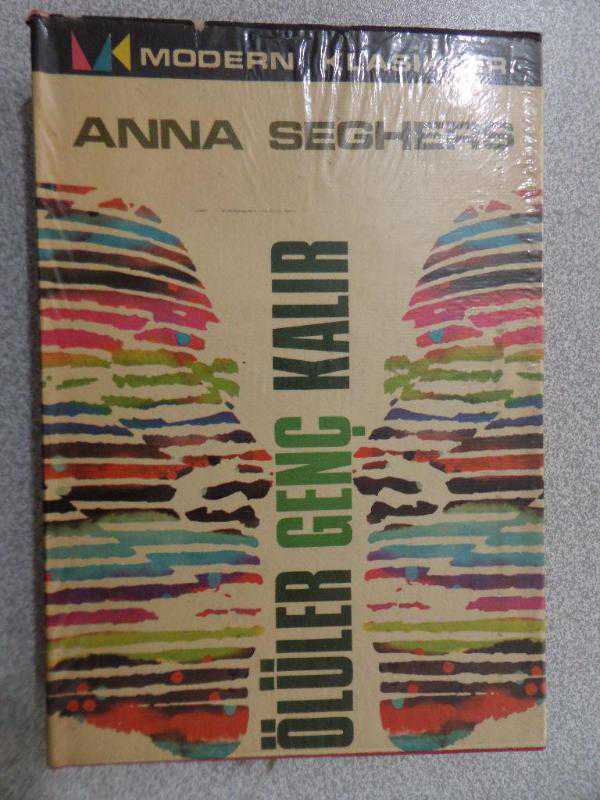 MODERN KLASİKLER
ANNA SEGHERS
ÖLÜLER GENÇ KALIR